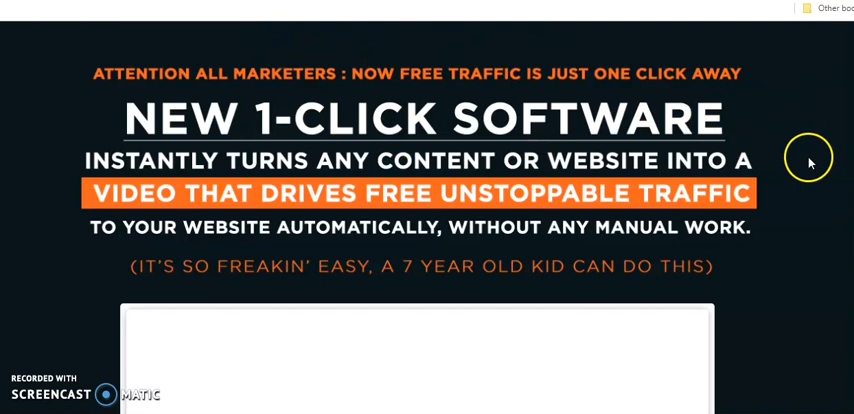 Other boo
ATTENTION ALL MARKETERS : NOW FREE TRAFFIC IS JUST ONE CLICK AWAY
NEW 1-CLICK SOFTWARE
INSTANTLY TURNS ANY CONTENT OR WEBSITE INTO A
VIDEO THAT DRIVES FREE UNSTOPPABLE TRAFFIC
TO YOUR WEBSITE AUTOMATICALLY, WITHOUT ANY MANUAL WORK.
(IT'S SO FREAKIN' EASY, A 7 YEAR OLD KID CAN DO THIS)
RECORDED WITH
SCREENCAST MATIC